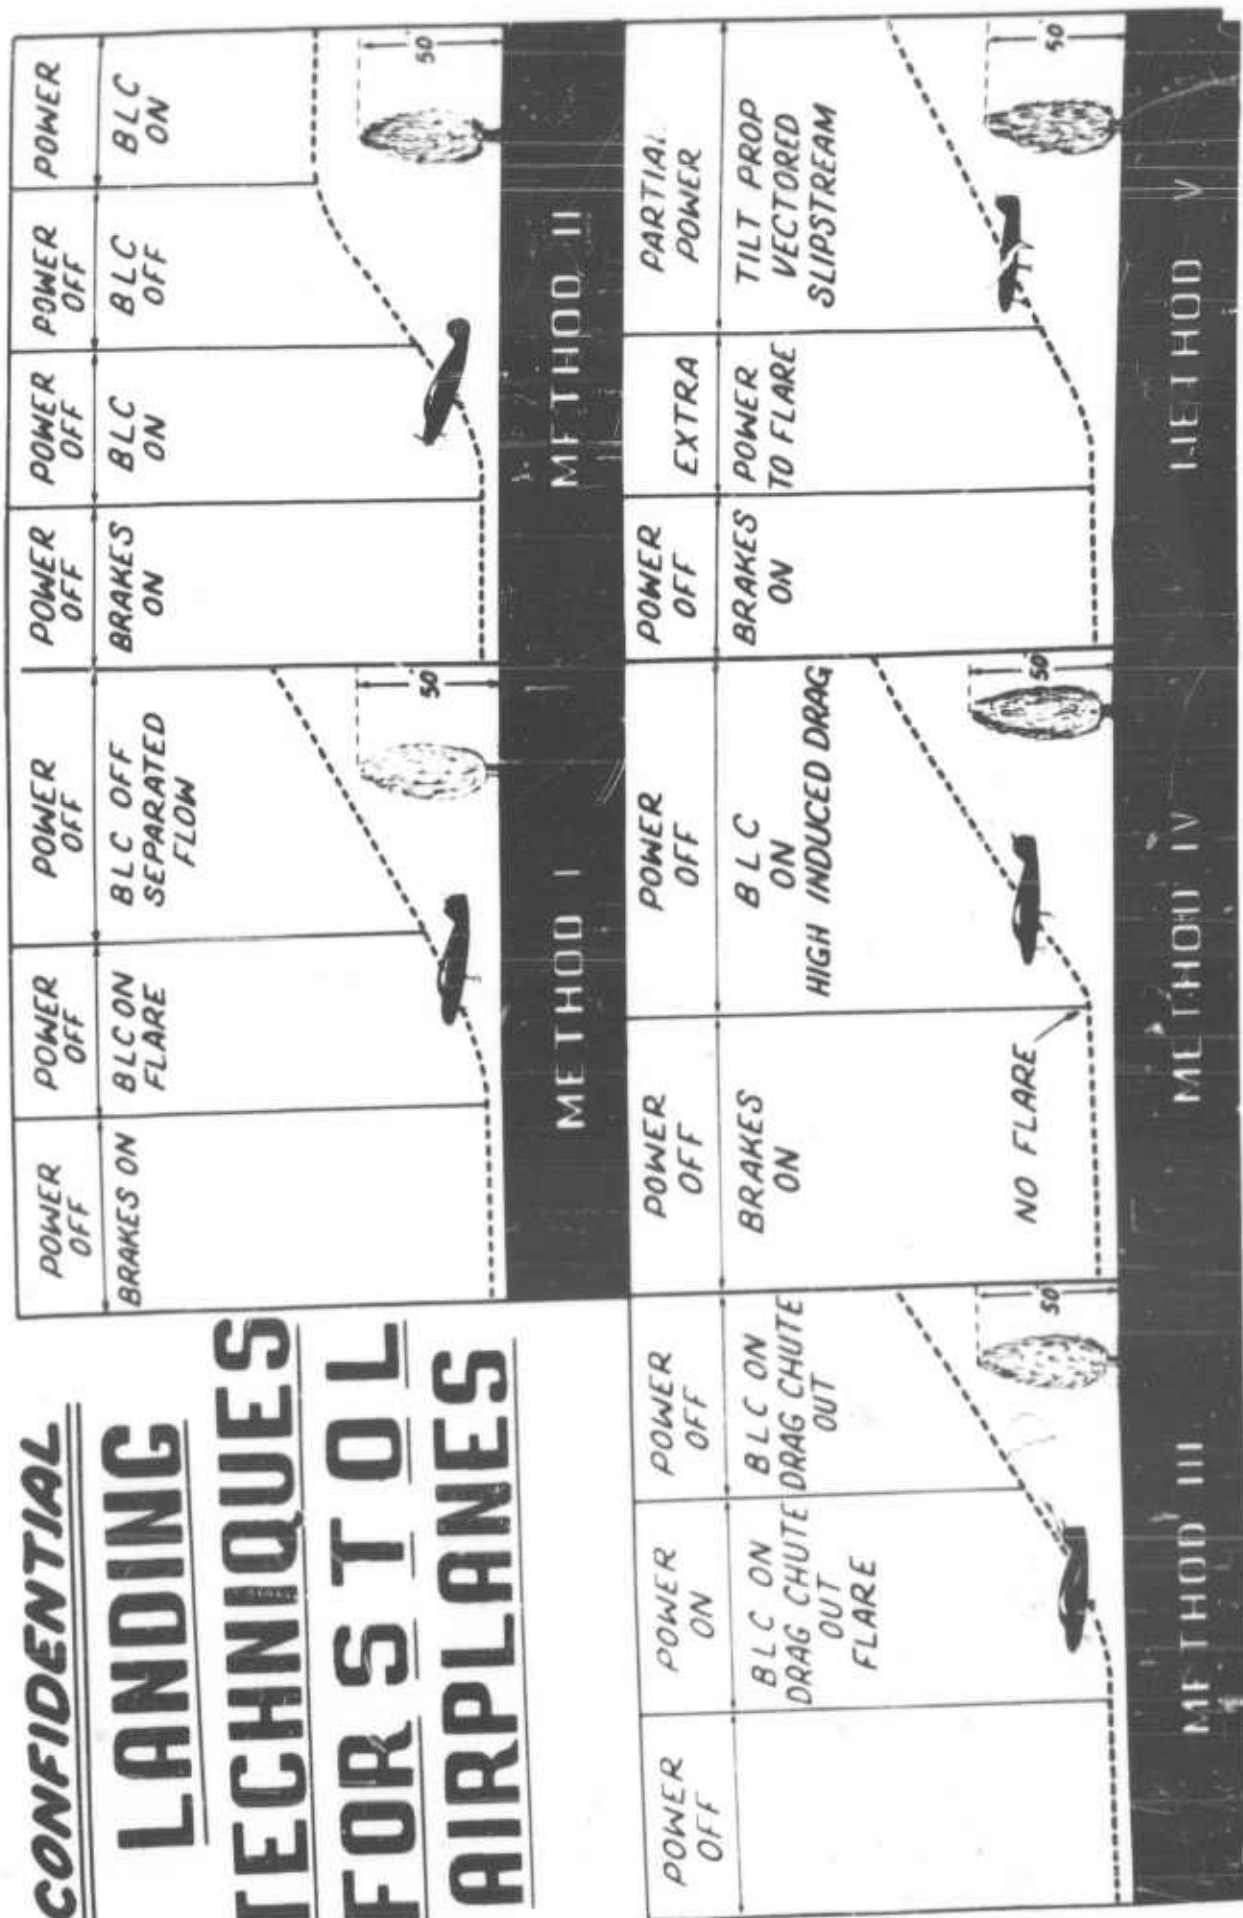 CONFIDENTIAL
LANDING
TECHNIQUES
FOR STOL
AIRPLANES
POWER
OFF
BRAKES ON
POWER
OFF
BLC ON
FLARE
POWER
OFF
BLC OFF
SEPARATED
FLOW
50
METHOD I
POWER
OFF
BRAKES
ON
POWER
OFF
BLC
ON
POWER
OFF
BLC
OFF
POWER
BLC
ON
50
METHOD II
POWER
OFF
POWER
ON
BLC ON
DRAG CHUTE
OUT
FLARE
POWER
OFF
BLC ON
DRAG CHUTE
OUT
50
METHOD III
POWER
OFF
BRAKES
ON
NO FLARE
POWER
OFF
BLC
ON
HIGH INDUCED DRAG
50
METHOD IV
POWER
OFF
BRAKES
ON
EXTRA
POWER
TO FLARE
PARTIAL
POWER
TILT PROP
VECTORED
SLIPSTREAM
50
METHOD V